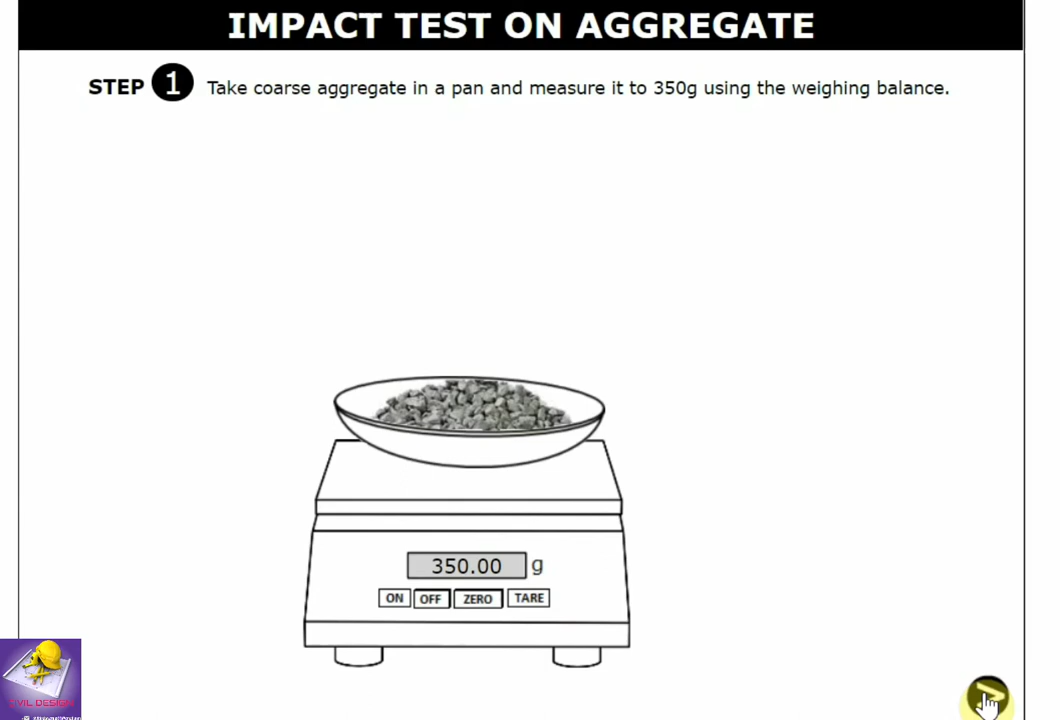 IMPACT TEST ON AGGREGATE
STEP 1 Take coarse aggregate in a pan and measure it to 350g using the weighing balance.
350.00 g
ON OFF ZERO TARE
CIVIL DESIGN